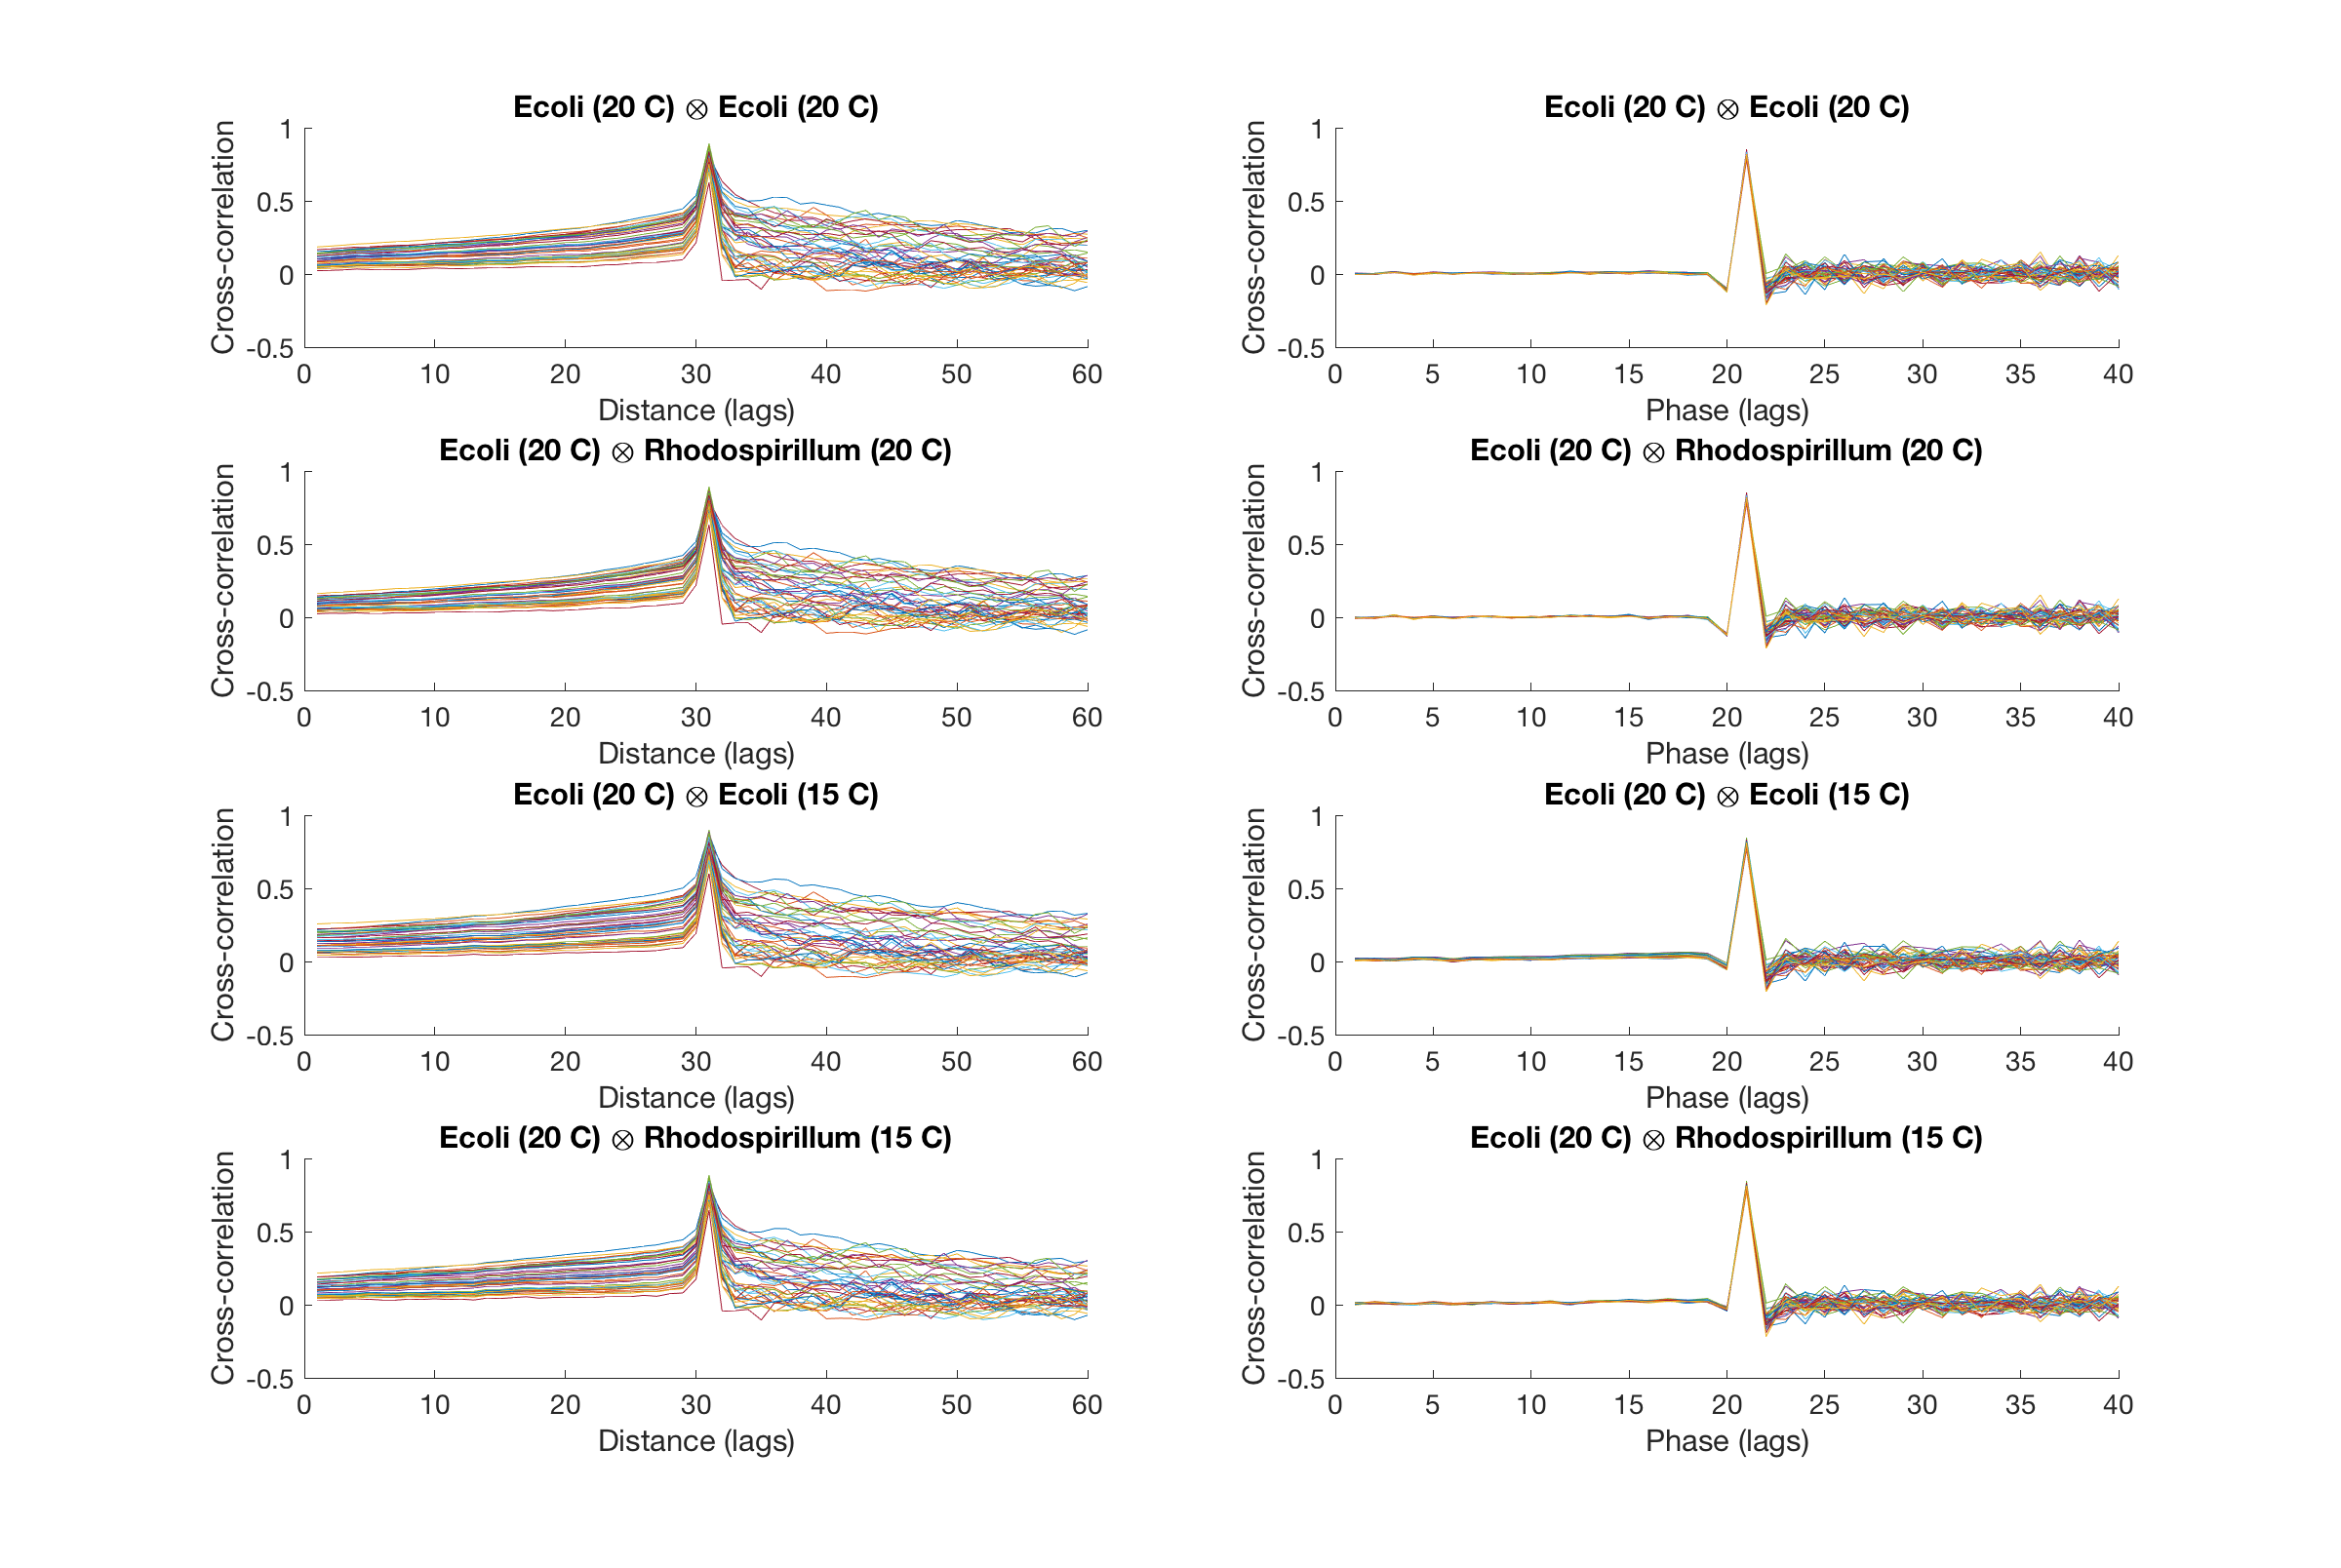 Ecoli (20 C) ⊗ Ecoli (20 C)
Cross-correlation
1
0.5
0
-0.5
0 10 20 30 40 50 60
Distance (lags)
Ecoli (20 C) ⊗ Ecoli (20 C)
Cross-correlation
1
0.5
0
-0.5
0 5 10 15 20 25 30 35 40
Phase (lags)
Ecoli (20 C) ⊗ Rhodospirillum (20 C)
Cross-correlation
1
0.5
0
-0.5
0 10 20 30 40 50 60
Distance (lags)
Ecoli (20 C) ⊗ Rhodospirillum (20 C)
Cross-correlation
1
0.5
0
-0.5
0 5 10 15 20 25 30 35 40
Phase (lags)
Ecoli (20 C) ⊗ Ecoli (15 C)
Cross-correlation
1
0.5
0
-0.5
0 10 20 30 40 50 60
Distance (lags)
Ecoli (20 C) ⊗ Ecoli (15 C)
Cross-correlation
1
0.5
0
-0.5
0 5 10 15 20 25 30 35 40
Phase (lags)
Ecoli (20 C) ⊗ Rhodospirillum (15 C)
Cross-correlation
1
0.5
0
-0.5
0 10 20 30 40 50 60
Distance (lags)
Ecoli (20 C) ⊗ Rhodospirillum (15 C)
Cross-correlation
1
0.5
0
-0.5
0 5 10 15 20 25 30 35 40
Phase (lags)